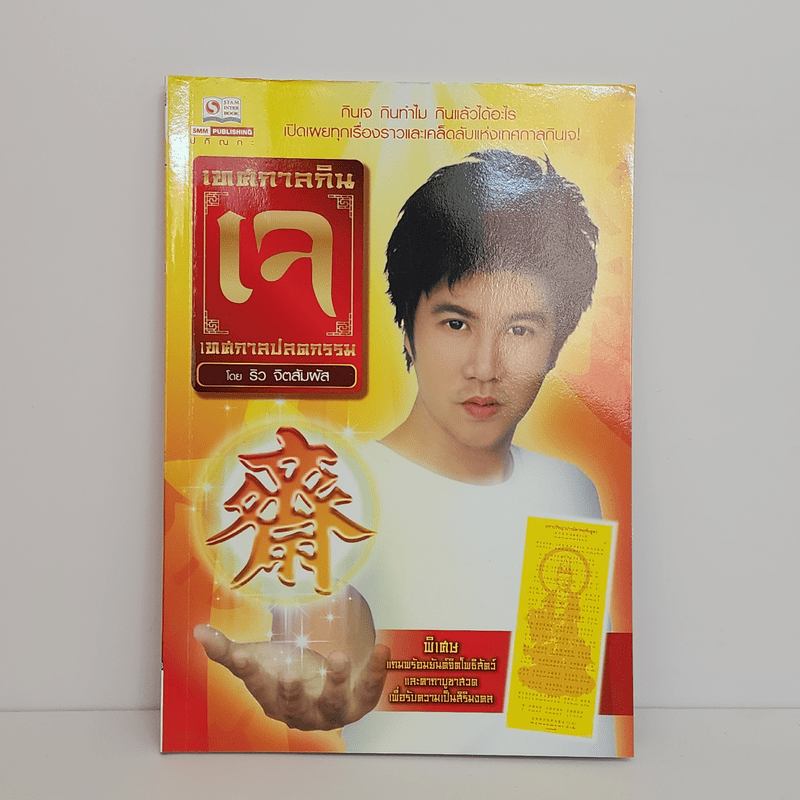 SIAM
INTER
BOOK
SMM PUBLISHING
ปกิณกะ
กินเจ กินทำไม กินแล้วได้อะไร
เปิดเผยทุกเรื่องราวและเคล็ดลับแห่งเทศกาลกินเจ!
เทศกาลกิน
เจ
เทศกาลปลดกรรม
โดย ริว จิตสัมผัส
齋
พิเศษ
แถมพร้อมยันต์จิตโพธิสัตว์
และคาถาบูชาสวด
เพื่อรับความเป็นสิริมงคล